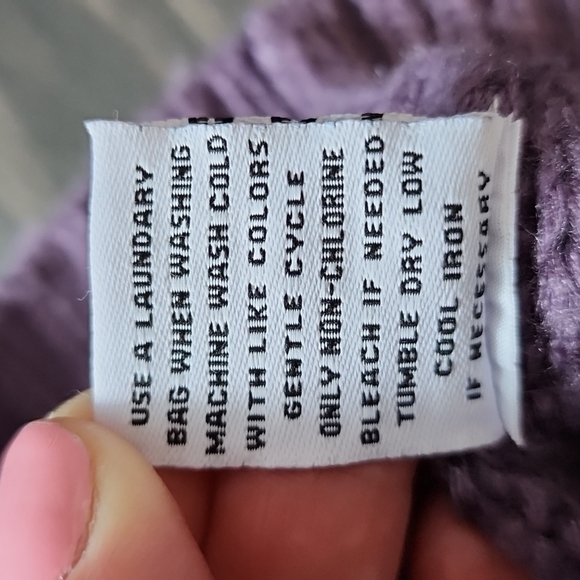 USE A LAUNDARY
BAG WHEN WASHING
MACHINE WASH COLD
WITH LIKE COLORS
GENTLE CYCLE
ONLY NON-CHLORINE
BLEACH IF NEEDED
TUMBLE DRY LOW
COOL IRON
IF NECESSARY